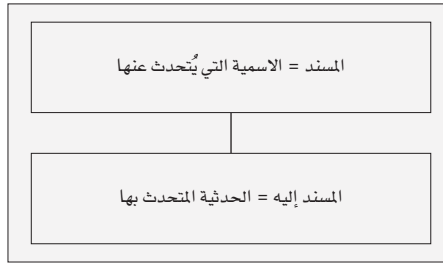 المسند = الاسمية التي يُتحدث عنها
المسند إليه = الحدثية المتحدث بها